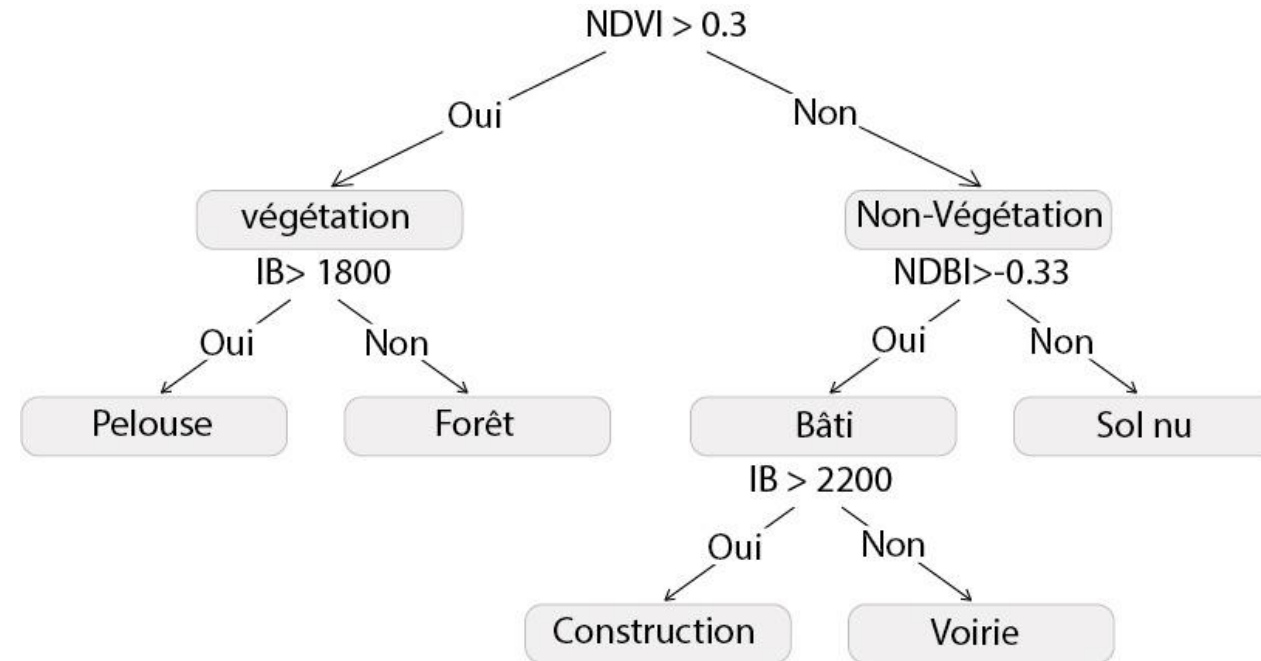 NDVI > 0.3
Oui
Non
végétation
Non-Végétation
IB> 1800
NDBI>-0.33
Oui
Non
Oui
Non
Pelouse
Forêt
Bâti
Sol nu
IB > 2200
Oui
Non
Construction
Voirie